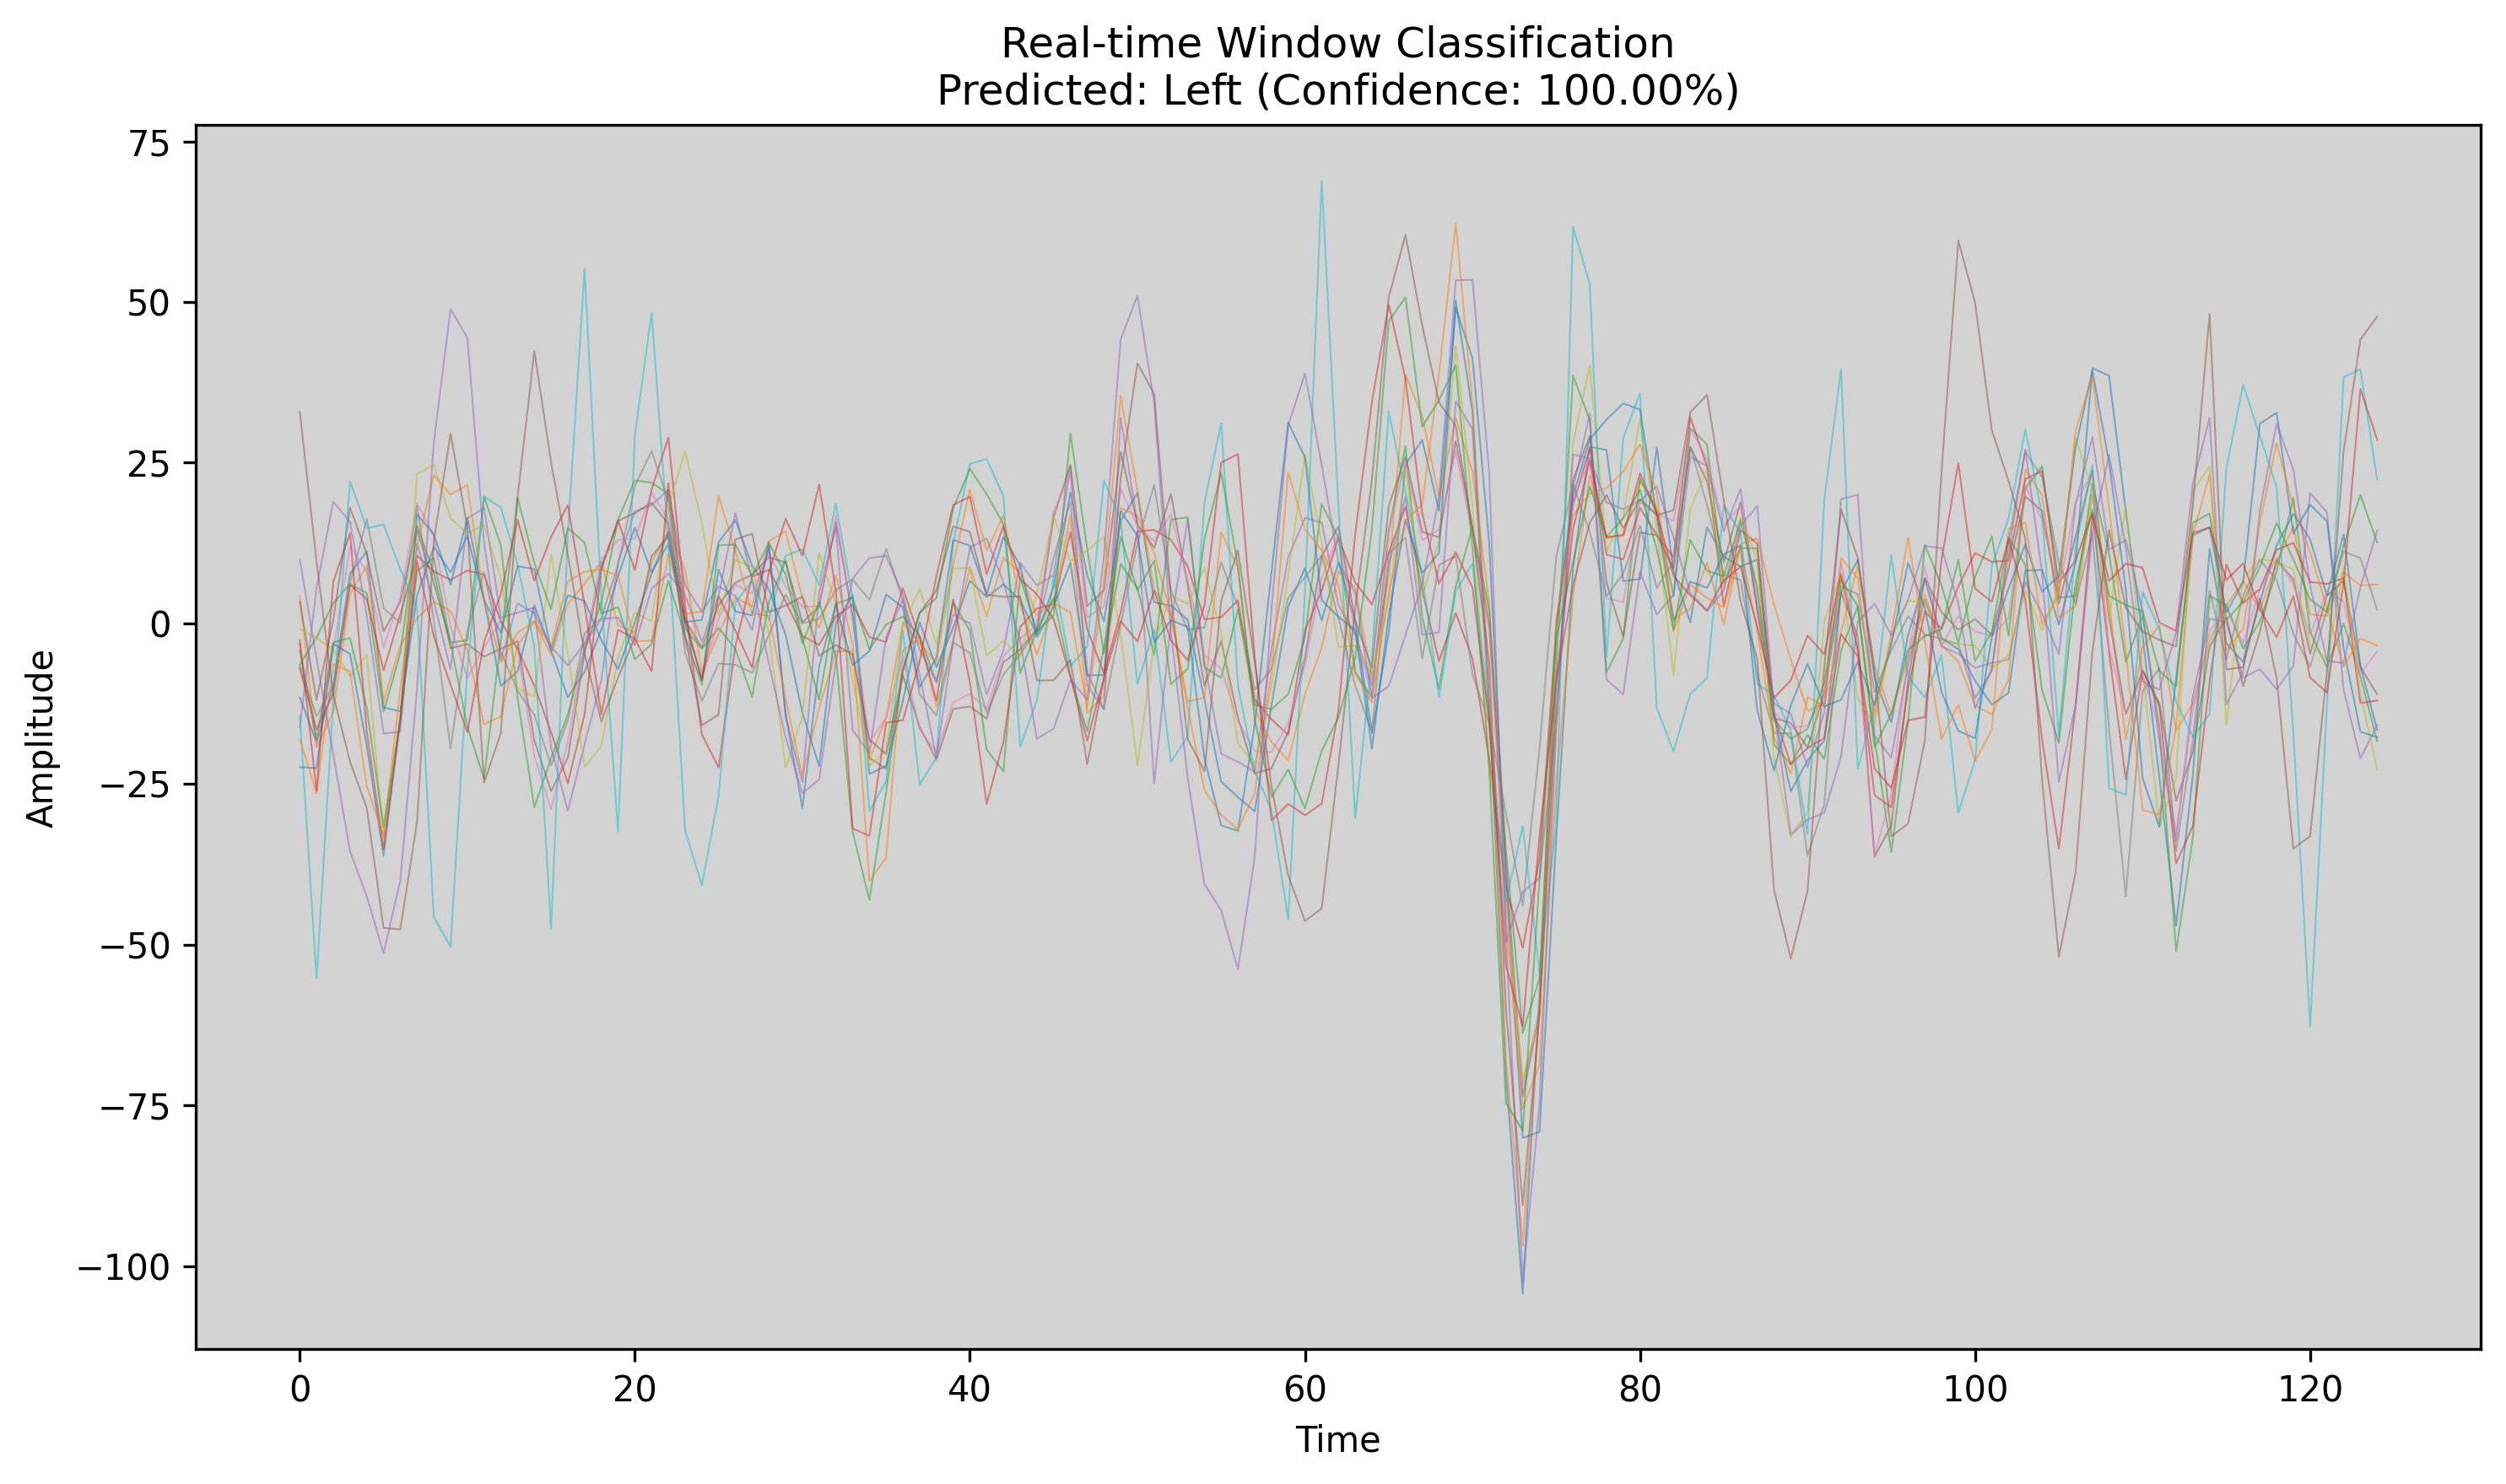 Real-time Window Classification
Predicted: Left (Confidence: 100.00%)
75
50
25
0
−25
−50
−75
−100
Amplitude
0 20 40 60 80 100 120
Time